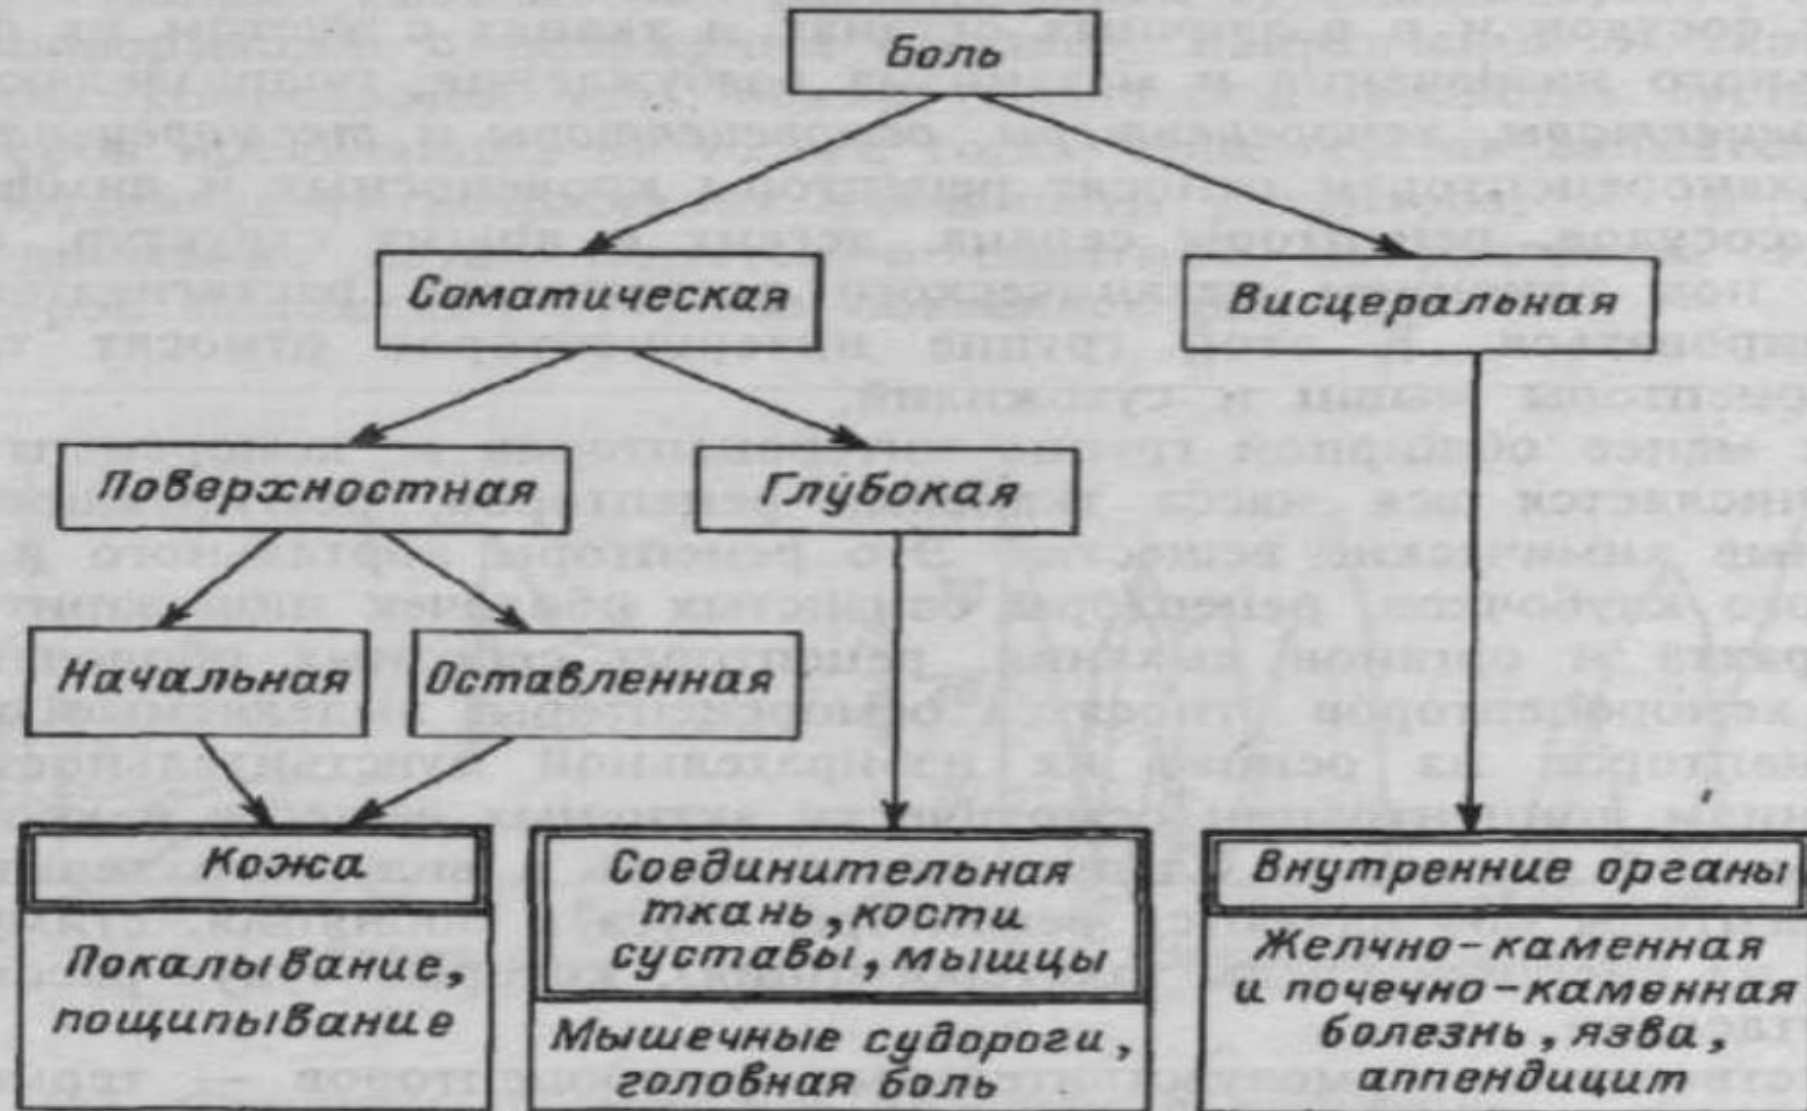 Боль
Соматическая
Висцеральная
Поверхностная
Глубокая
Начальная
Оставленная
Кожа
Покалывание,
пощипывание
Соединительная
ткань, кости
суставы, мышцы
Мышечные судороги,
головная боль
Внутренние органы
Желчно-каменная
и почечно-каменная
болезнь, язва,
аппендицит